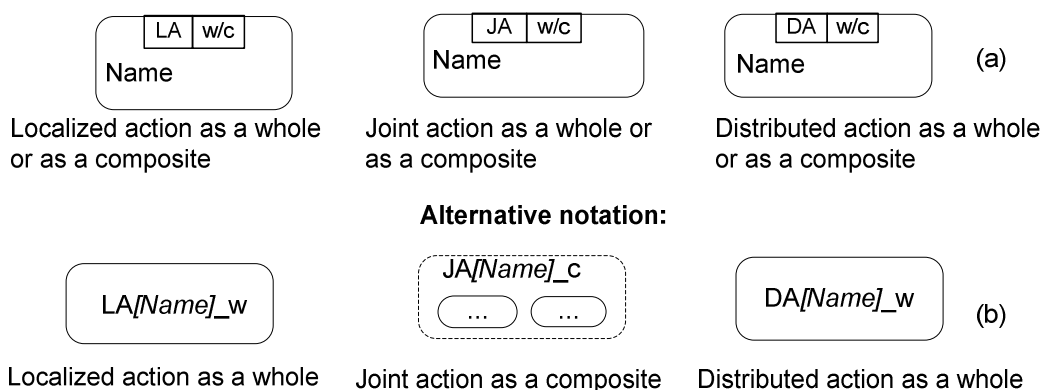 LA w/c JA w/c DA w/c
Name Name Name (a)
Localized action as a whole Joint action as a whole or Distributed action as a whole
or as a composite as a composite or as a composite
Alternative notation:
JA[Name]_c
LA[Name]_w DA[Name]_w
... ... (b)
Localized action as a whole Joint action as a composite Distributed action as a whole